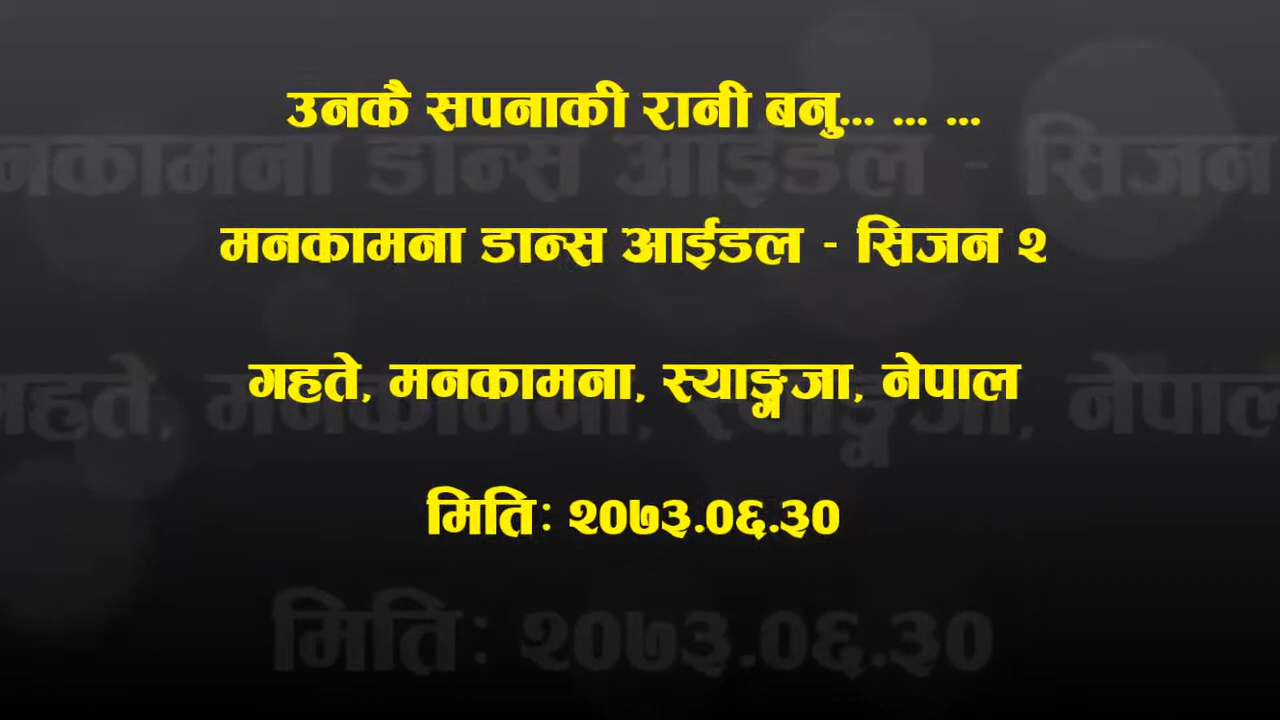 उनकै सपनाकी रानी बनु... ... ...
मनकामना डान्स आईडल - सिजन २
गहते, मनकामना, स्याङ्गजा, नेपाल
मितिः २०७३.०६.३०